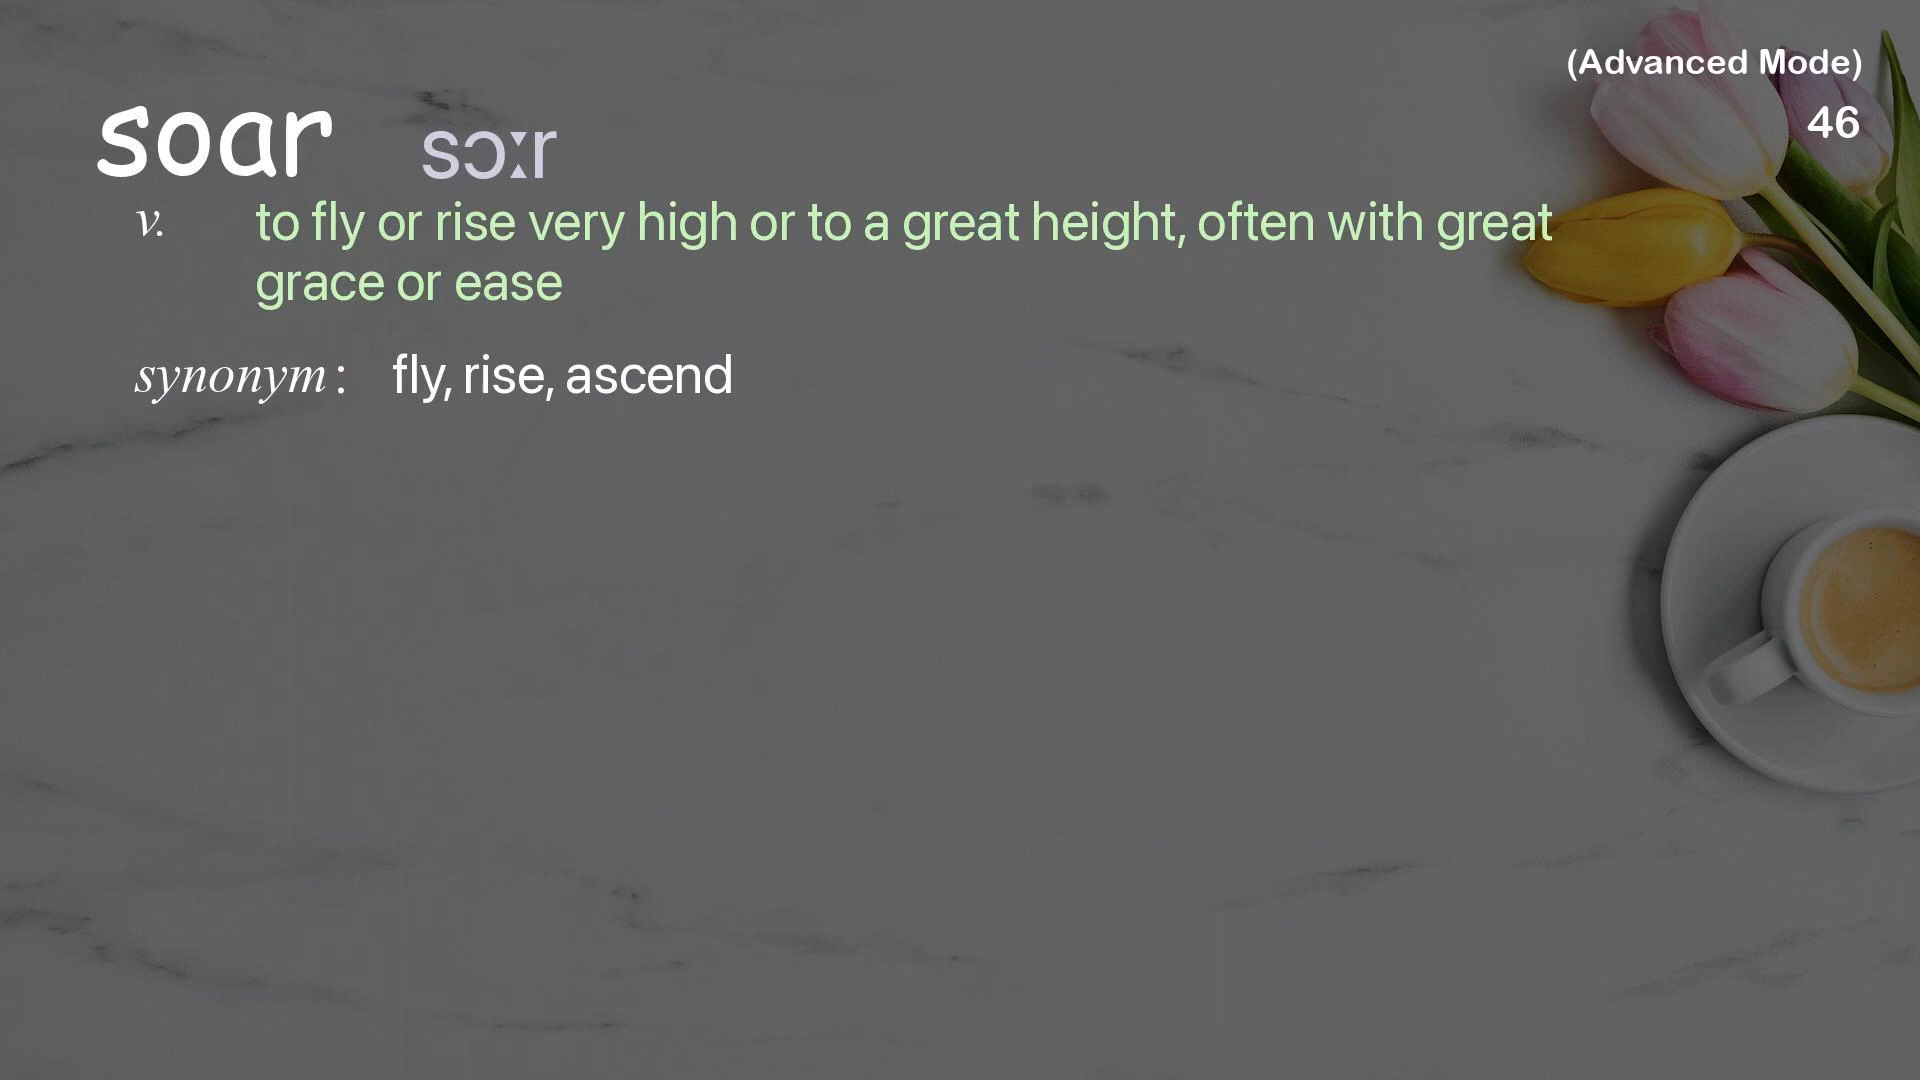 (Advanced Mode)
46
soar sɔːr
v. to fly or rise very high or to a great height, often with great
grace or ease
synonym: fly, rise, ascend